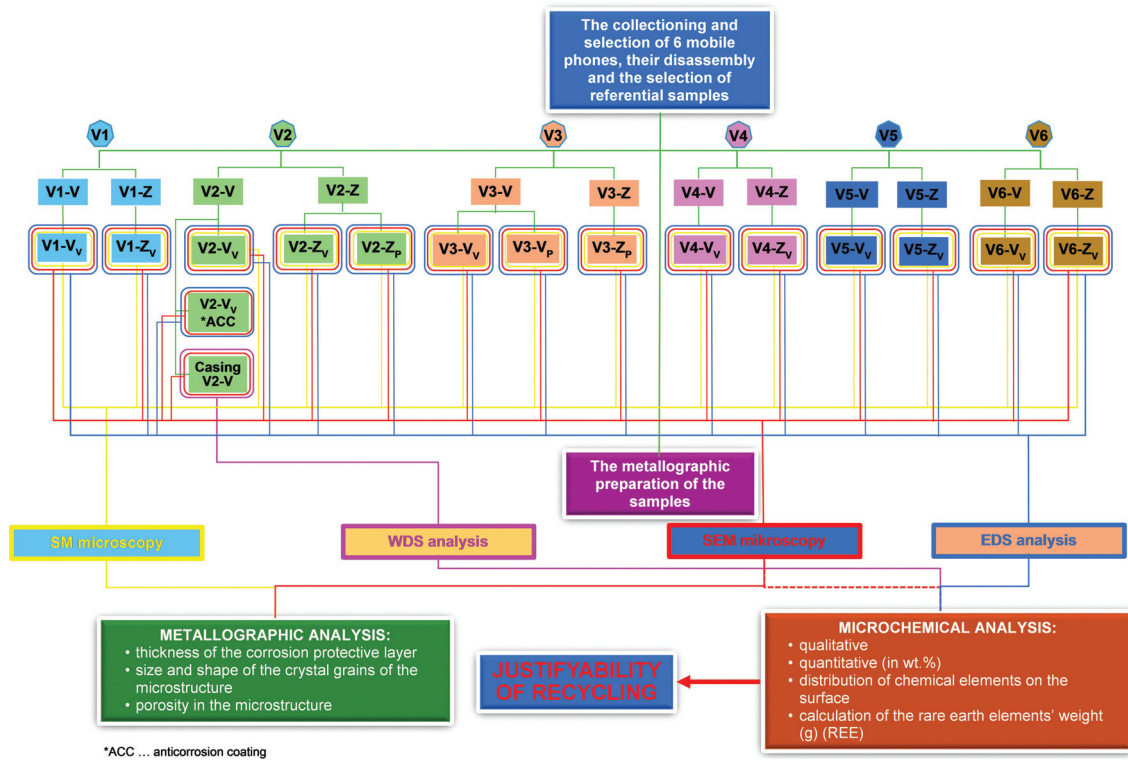 The collectioning and
selection of 6 mobile
phones, their disassembly
and the selection of
referential samples
V1 V2 V3 V4 V5 V6
V1-V V1-Z V2-V V2-Z V3-V V3-Z V4-V V4-Z V5-V V5-Z V6-V V6-Z
V1-Vᵥ V1-Zᵥ V2-Vᵥ V2-Zᵥ V2-Zₚ V3-Vᵥ V3-Vₚ V3-Zₚ V4-Vᵥ V4-Zᵥ V5-Vᵥ V5-Zᵥ V6-Vᵥ V6-Zᵥ
V2-Vᵥ
*ACC
Casing
V2-V
The metallographic
preparation of the
samples
SM microscopy WDS analysis SEM mikroscopy EDS analysis
METALLOGRAPHIC ANALYSIS:
• thickness of the corrosion protective layer
• size and shape of the crystal grains of the
microstructure
• porosity in the microstructure
JUSTIFYABILITY
OF RECYCLING
MICROCHEMICAL ANALYSIS:
• qualitative
• quantitative (in wt.%)
• distribution of chemical elements on the
surface
• calculation of the rare earth elements' weight
(g) (REE)
*ACC ... anticorrosion coating